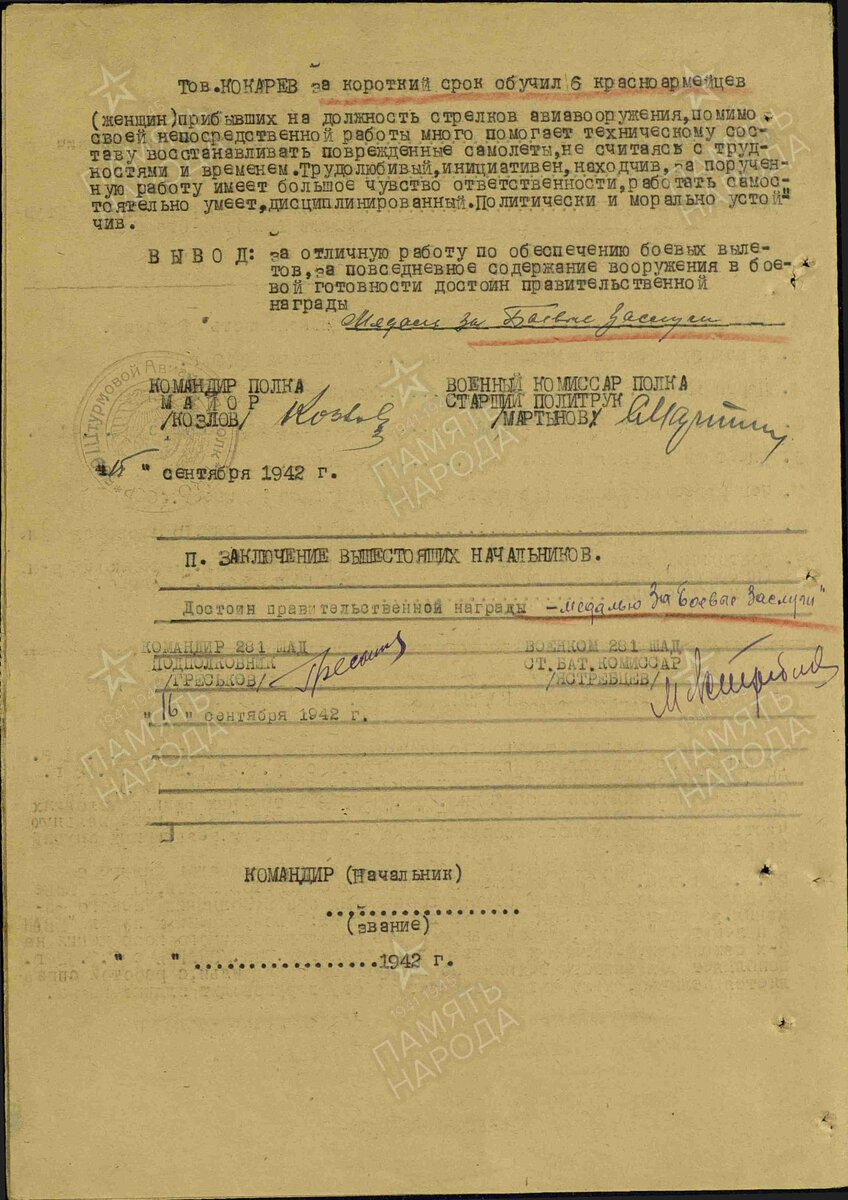 Тов.КОКАРЕВ за короткий срок обучил 6 красноармейцев
(женщин)прибывших на должность стрелков авиавооружения,помимо
своей непосредственной работы много помогает техническому сос-
таву восстанавливать поврежденные самолеты,не считаясь с труд-
ностями и временем.Трудолюбивый,инициативен,находчив,за поручен-
ную работу имеет большое чувство ответственности,работать самос-
тоятельно умеет,дисциплинированный.Политически и морально устой-
чив.
ВЫВОД: за отличную работу по обеспечению боевых выле-
тов,за повседневное содержание вооружения в бое-
вой готовности достоин правительственной
награды
Медаль За Боевые Заслуги
КОМАНДИР ПОЛКА ВОЕННЫЙ КОМИССАР ПОЛКА
МАЙОР СТАРШИЙ ПОЛИТРУК
/КОЗЛОВ/ Козлов /МАРТЫНОВ/
"15" сентября 1942 г.
П. ЗАКЛЮЧЕНИЕ ВЫШЕСТОЯЩИХ НАЧАЛЬНИКОВ.
Достоин правительственной награды -медалью За Боевые Заслуги"
КОМАНДИР 281 ШАД ВОЕНКОМ 281 ШАД
ПОДПОЛКОВНИК СТ.БАТ.КОМИССАР
/ГРЕСЬКОВ/ /ЯСТРЕБЦЕВ/
"16" сентября 1942 г.
КОМАНДИР (Начальник)
...................
(звание)
" " ..................1942 г.
ПАМЯТЬ НАРОДА
1941-1945